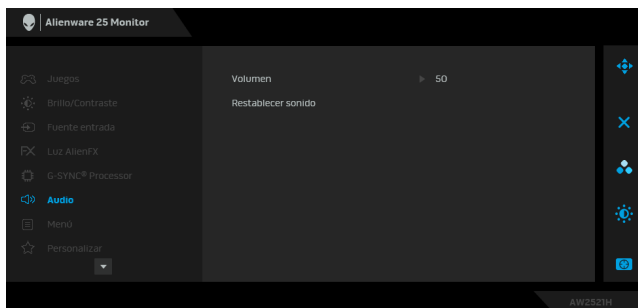 Alienware 25 Monitor
Juegos
Volumen 50
Brillo/Contraste
Restablecer sonido
Fuente entrada
FX Luz AlienFX
G-SYNC® Processor
Audio
Menú
Personalizar
AW2521H